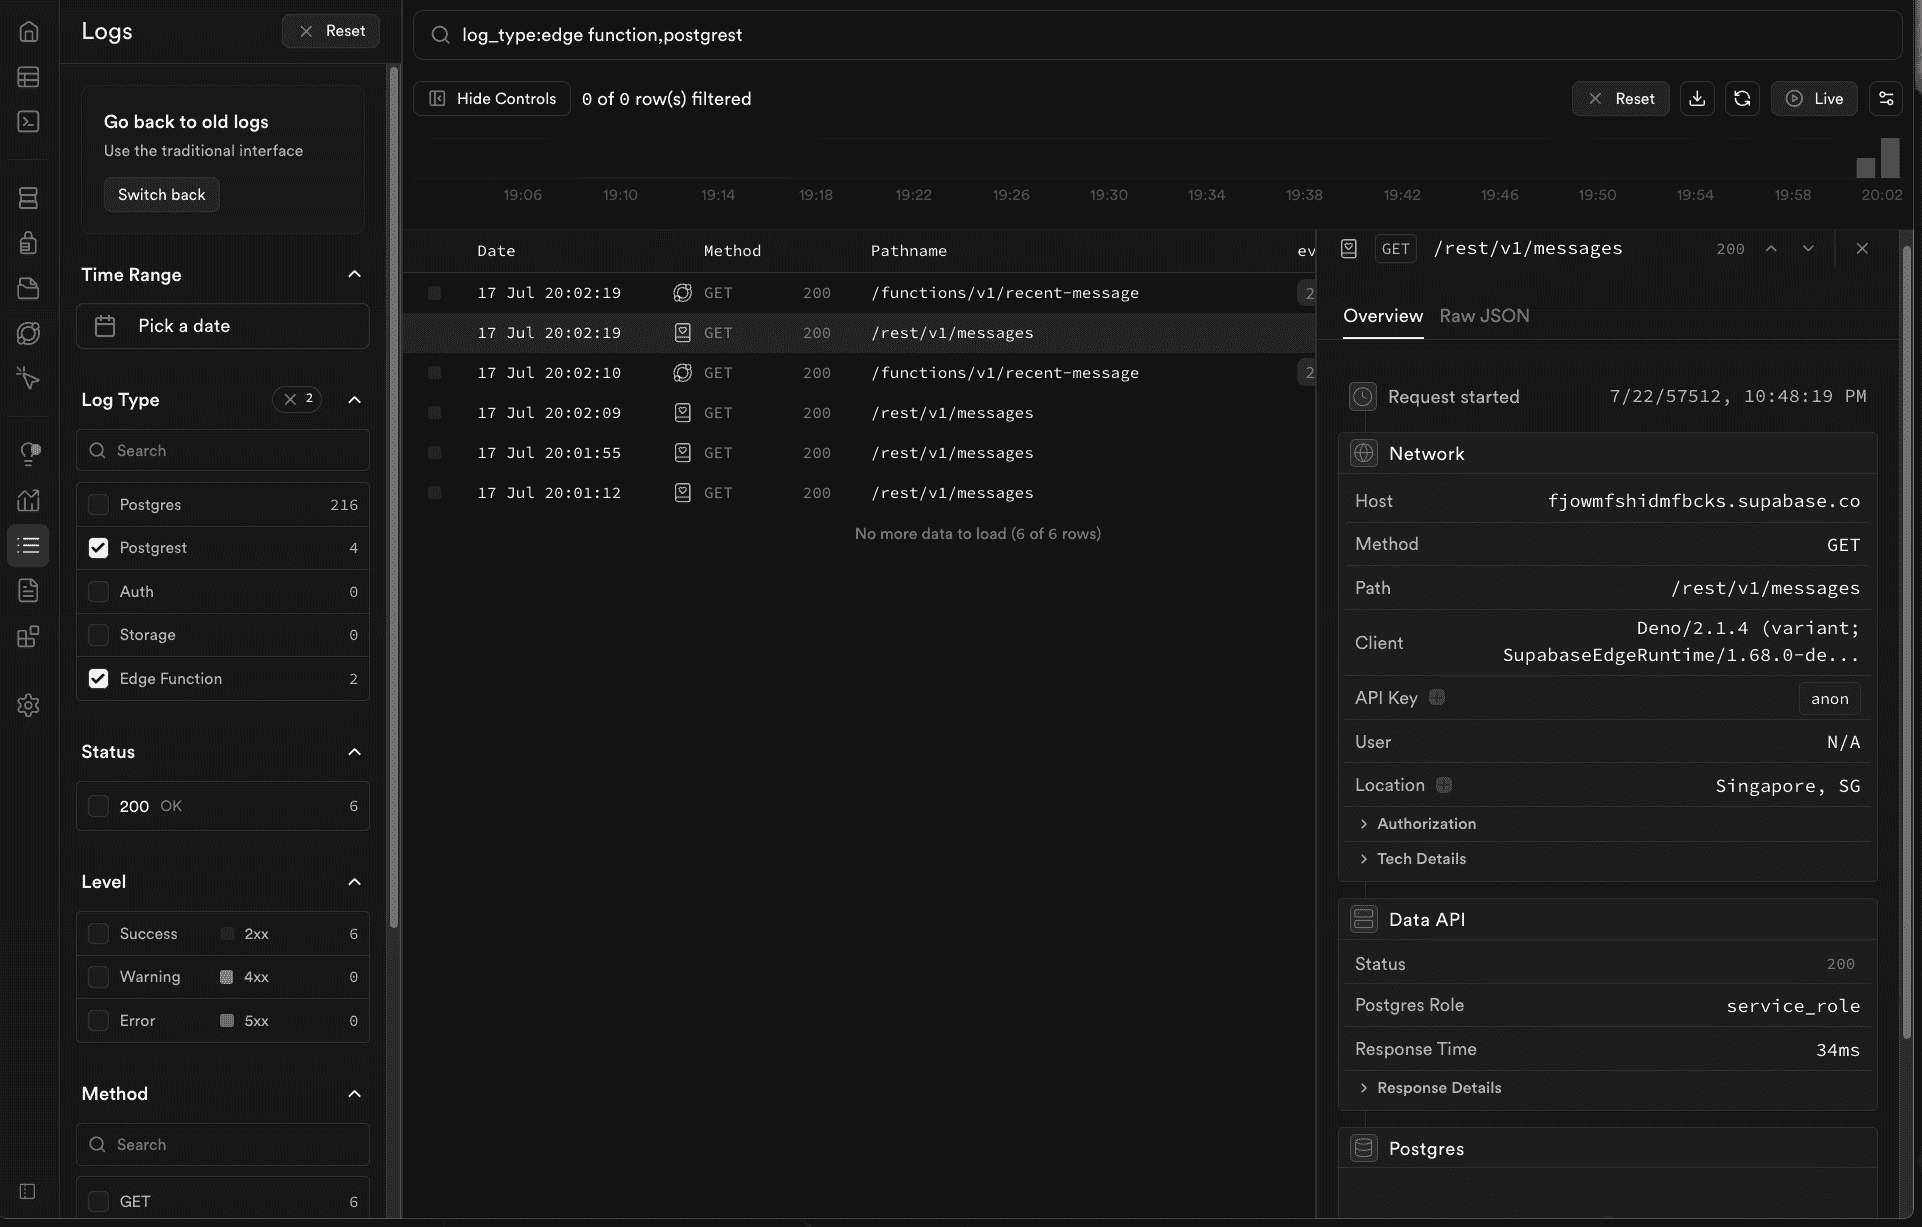 Logs
Reset
Go back to old logs
Use the traditional interface
Switch back
Time Range
Pick a date
Log Type
2
Search
Postgres 216
Postgrest 4
Auth 0
Storage 0
Edge Function 2
Status
200 OK 6
Level
Success 2xx 6
Warning 4xx 0
Error 5xx 0
Method
Search
GET 6
log_type:edge function,postgrest
Hide Controls 0 of 0 row(s) filtered
Reset Live
19:06 19:10 19:14 19:18 19:22 19:26 19:30 19:34 19:38 19:42 19:46 19:50 19:54 19:58 20:02
Date Method Pathname ev
17 Jul 20:02:19 GET 200 /functions/v1/recent-message 2
17 Jul 20:02:19 GET 200 /rest/v1/messages
17 Jul 20:02:10 GET 200 /functions/v1/recent-message 2
17 Jul 20:02:09 GET 200 /rest/v1/messages
17 Jul 20:01:55 GET 200 /rest/v1/messages
17 Jul 20:01:12 GET 200 /rest/v1/messages
No more data to load (6 of 6 rows)
GET /rest/v1/messages 200
Overview Raw JSON
Request started 7/22/57512, 10:48:19 PM
Network
Host fjowmfshidmfbcks.supabase.co
Method GET
Path /rest/v1/messages
Client Deno/2.1.4 (variant;
SupabaseEdgeRuntime/1.68.0-de...
API Key anon
User N/A
Location Singapore, SG
Authorization
Tech Details
Data API
Status 200
Postgres Role service_role
Response Time 34ms
Response Details
Postgres